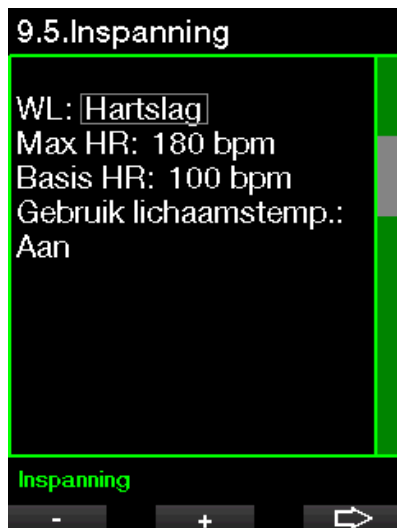 9.5.Inspanning
WL: Hartslag
Max HR: 180 bpm
Basis HR: 100 bpm
Gebruik lichaamstemp.:
Aan
Inspanning
- +